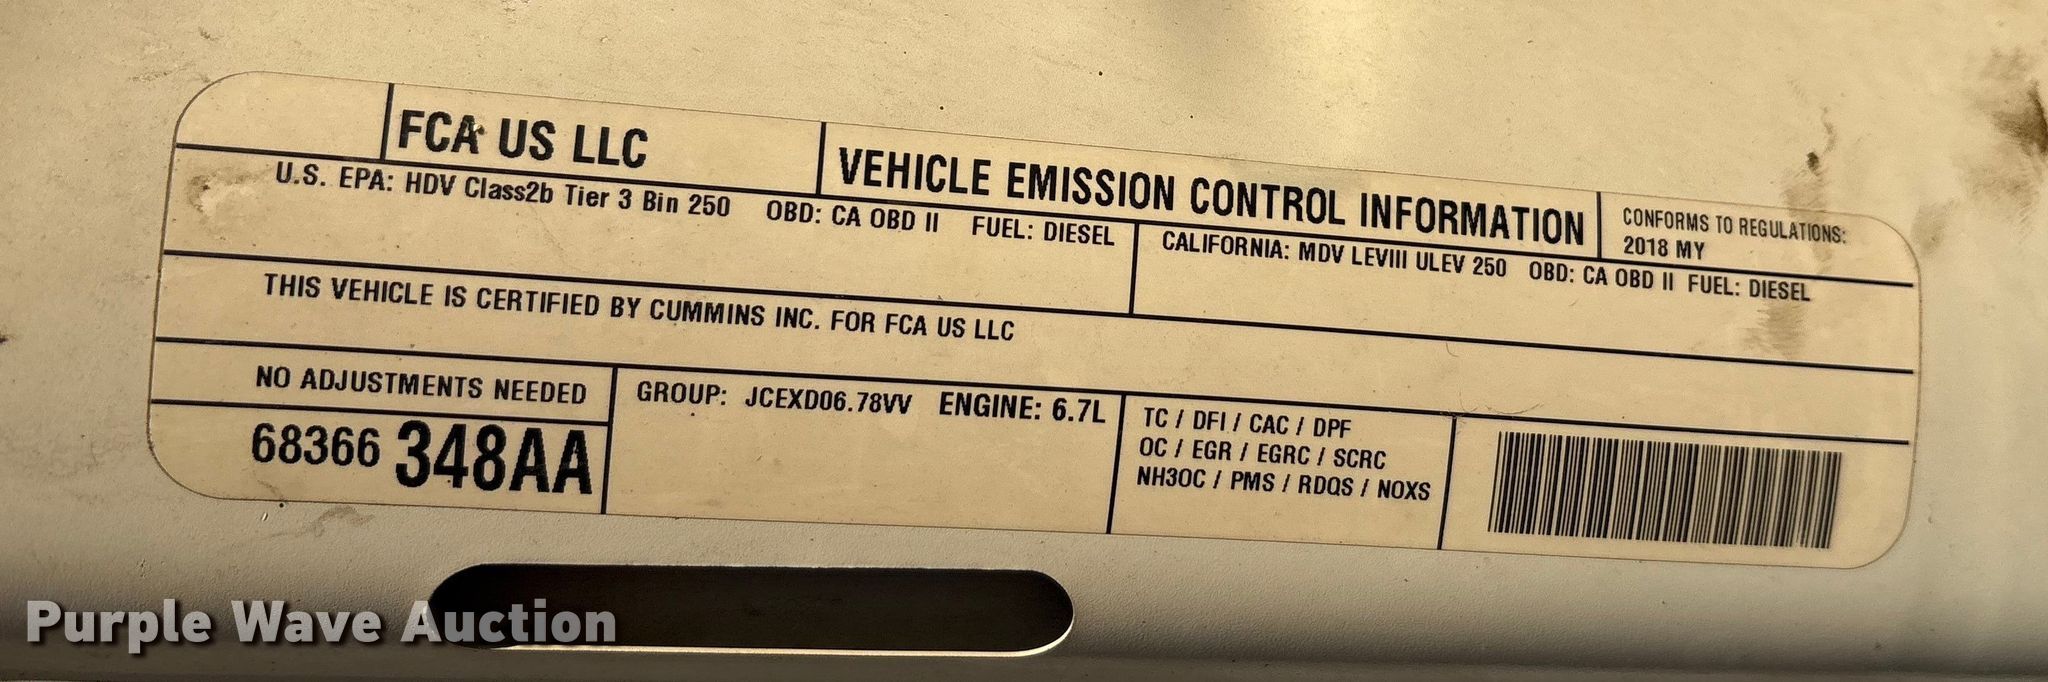 FCA US LLC
VEHICLE EMISSION CONTROL INFORMATION
CONFORMS TO REGULATIONS:
2018 MY
U.S. EPA: HDV Class2b Tier 3 Bin 250 OBD: CA OBD II FUEL: DIESEL
CALIFORNIA: MDV LEVIII ULEV 250 OBD: CA OBD II FUEL: DIESEL
THIS VEHICLE IS CERTIFIED BY CUMMINS INC. FOR FCA US LLC
NO ADJUSTMENTS NEEDED
68366 348AA
GROUP: JCEXD06.78VV ENGINE: 6.7L
TC / DFI / CAC / DPF
OC / EGR / EGRC / SCRC
NH3OC / PMS / RDQS / NOXS
Purple Wave Auction